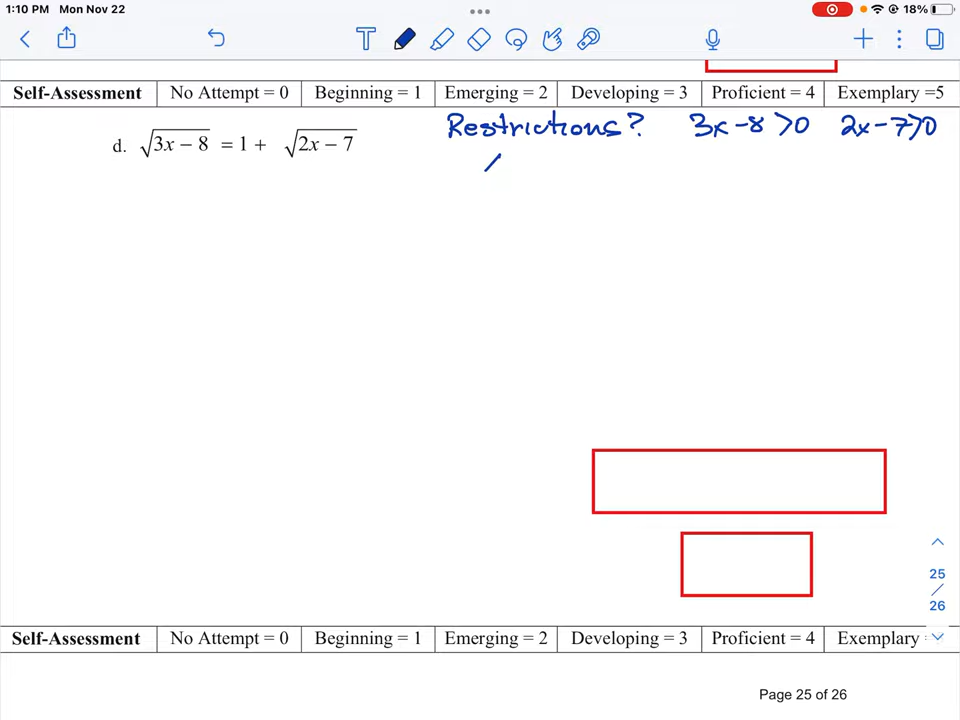 1:10 PM Mon Nov 22
18%
Self-Assessment No Attempt = 0 Beginning = 1 Emerging = 2 Developing = 3 Proficient = 4 Exemplary =5
d. √3x − 8 = 1 + √2x − 7
Restrictions? 3x-8 >0 2x-7>0
25
/
26
Self-Assessment No Attempt = 0 Beginning = 1 Emerging = 2 Developing = 3 Proficient = 4 Exemplary
Page 25 of 26